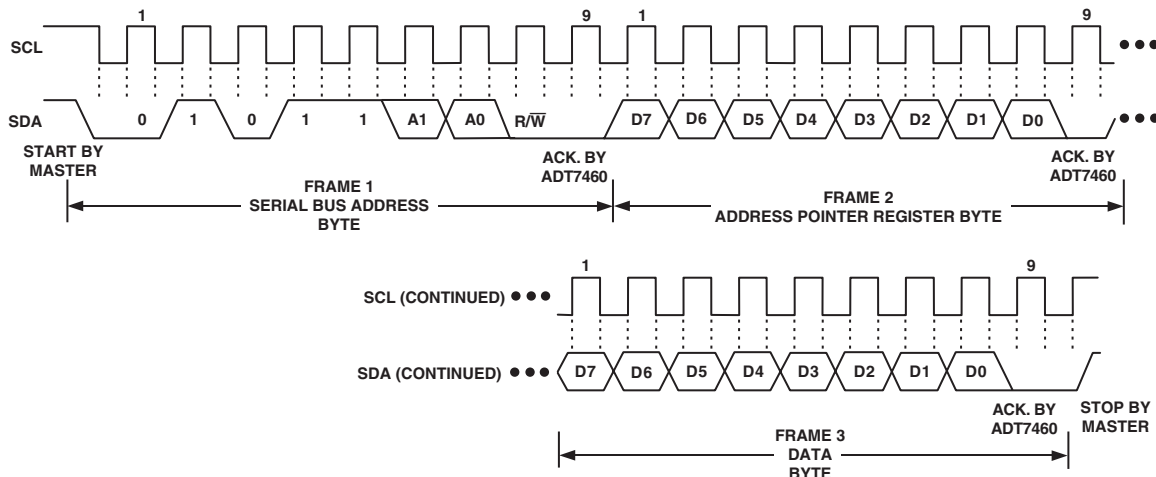 1 9 1 9
SCL
SDA 0 1 0 1 1 A1 A0 R/W̅ D7 D6 D5 D4 D3 D2 D1 D0
START BY
MASTER
ACK. BY
ADT7460
ACK. BY
ADT7460
FRAME 1
SERIAL BUS ADDRESS
BYTE
FRAME 2
ADDRESS POINTER REGISTER BYTE
1 9
SCL (CONTINUED)
SDA (CONTINUED) D7 D6 D5 D4 D3 D2 D1 D0
ACK. BY
ADT7460
STOP BY
MASTER
FRAME 3
DATA
BYTE